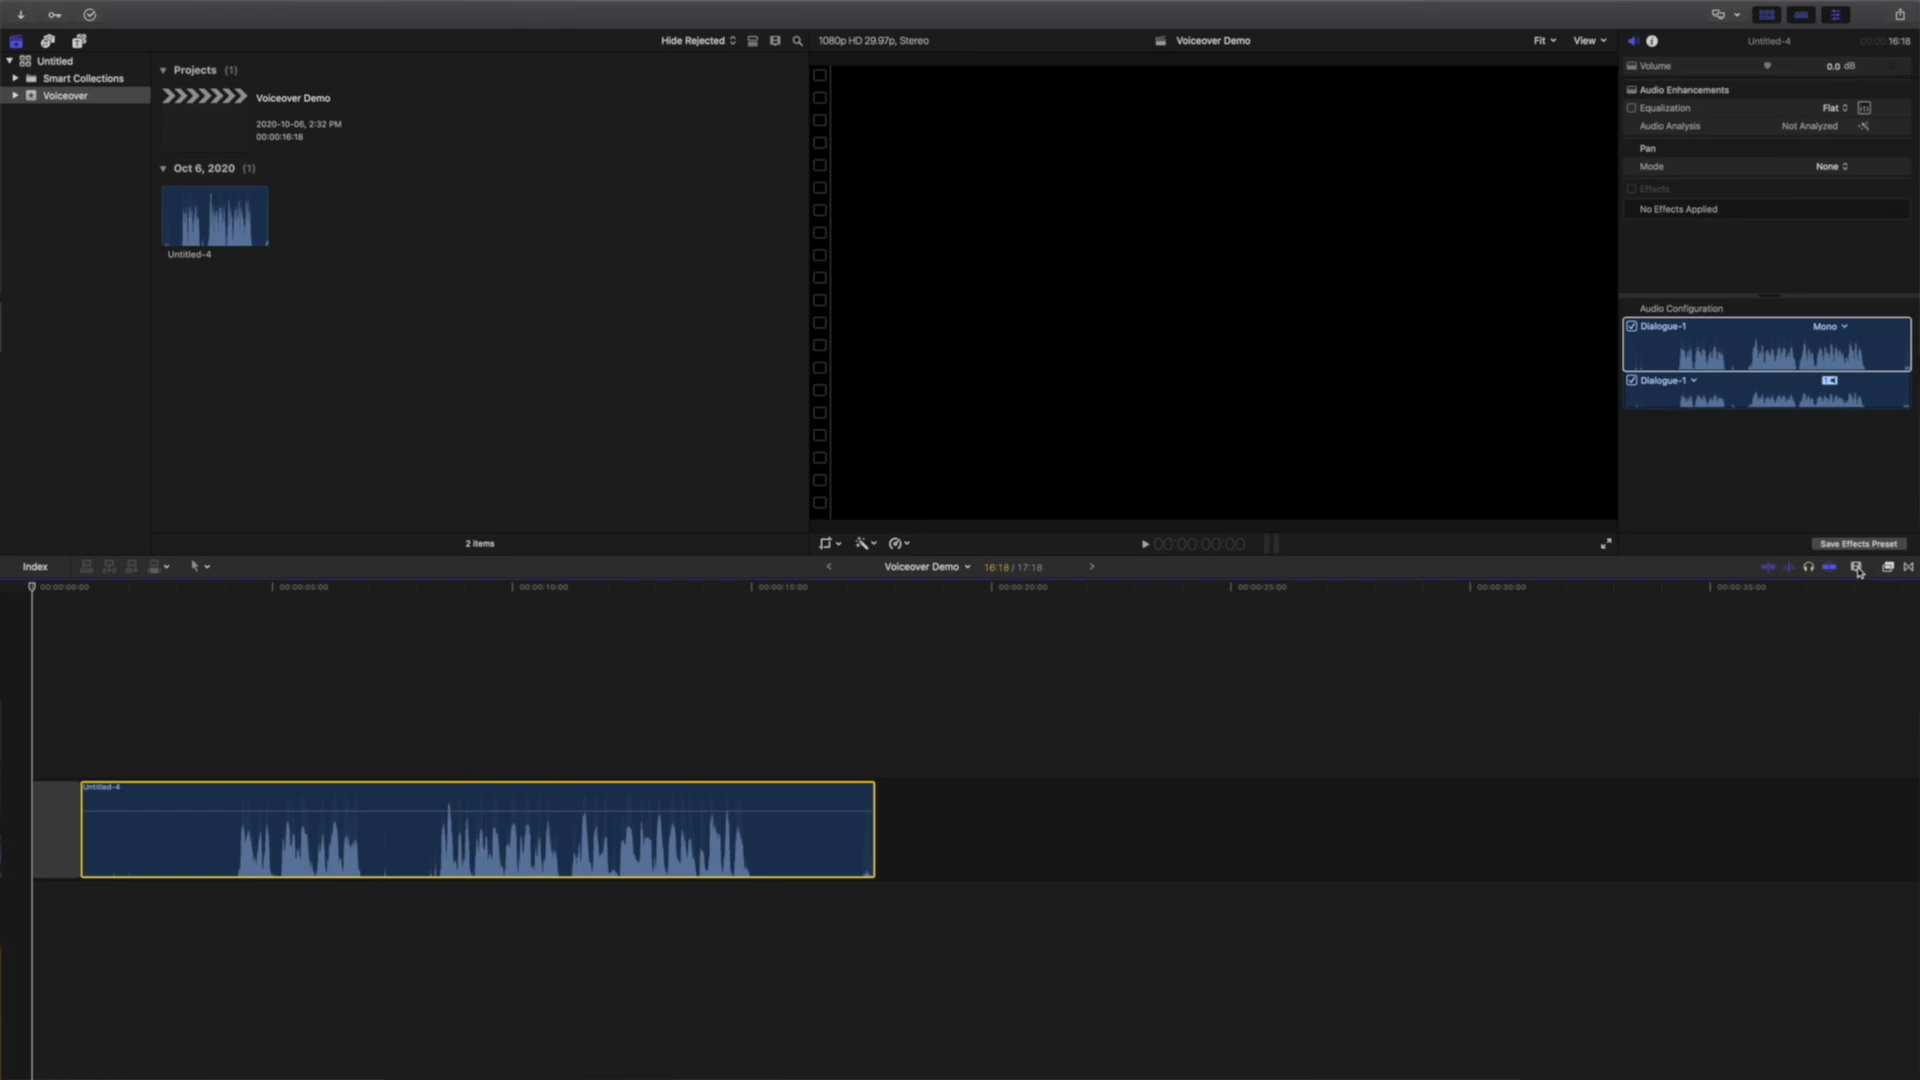 Hide Rejected
1080p HD 29.97p, Stereo
Voiceover Demo
Fit
View
Untitled-4
00:00:16:18
Untitled
Smart Collections
Voiceover
Projects (1)
Voiceover Demo
2020-10-06, 2:32 PM
00:00:16:18
Oct 6, 2020 (1)
Untitled-4
Volume
0.0 dB
Audio Enhancements
Equalization
Flat
Audio Analysis
Not Analyzed
Pan
Mode
None
Effects
No Effects Applied
Audio Configuration
Dialogue-1
Mono
Dialogue-1
1
2 items
00:00:00:00
Save Effects Preset
Index
Voiceover Demo
16:18 / 17:18
00:00:00:00
00:00:05:00
00:00:10:00
00:00:15:00
00:00:20:00
00:00:25:00
00:00:30:00
00:00:35:00
Untitled-4